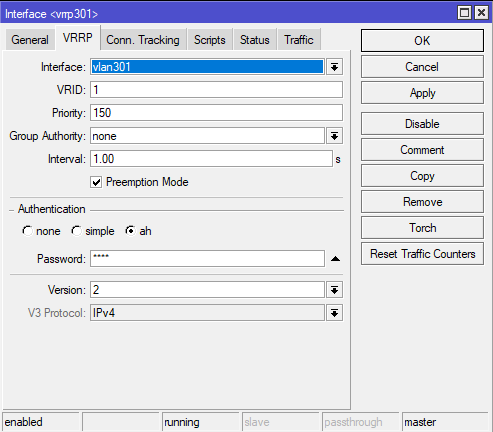 Interface <vrrp301>
General VRRP Conn. Tracking Scripts Status Traffic
Interface: vlan301
VRID: 1
Priority: 150
Group Authority: none
Interval: 1.00 s
Preemption Mode
Authentication
none simple ah
Password: ****
Version: 2
V3 Protocol: IPv4
OK
Cancel
Apply
Disable
Comment
Copy
Remove
Torch
Reset Traffic Counters
enabled running slave passthrough master